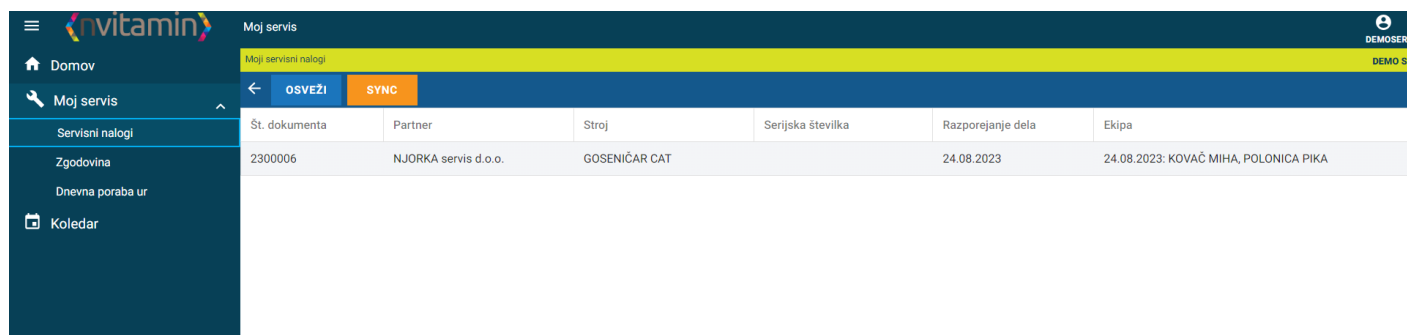 nvitamin
Moj servis
DEMOSER
Domov
Moji servisni nalogi
DEMO S
Moj servis
OSVEŽI SYNC
Servisni nalogi
Št. dokumenta Partner Stroj Serijska številka Razporejanje dela Ekipa
Zgodovina
2300006 NJORKA servis d.o.o. GOSENIČAR CAT 24.08.2023 24.08.2023: KOVAČ MIHA, POLONICA PIKA
Dnevna poraba ur
Koledar